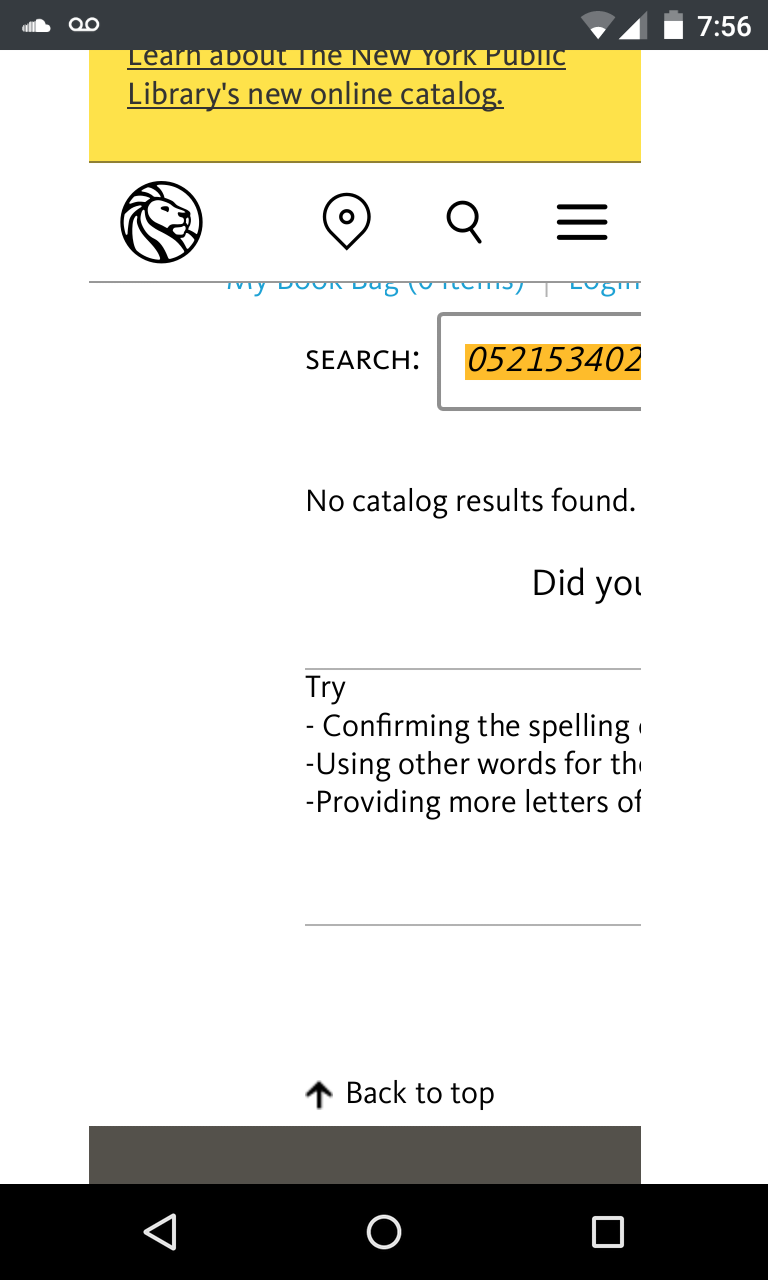 7:56
Learn about The New York Public
Library's new online catalog.
My Book Bag (0 items) | Login
SEARCH: 052153402
No catalog results found.
Did you
Try
- Confirming the spelling
-Using other words for the
-Providing more letters of
Back to top